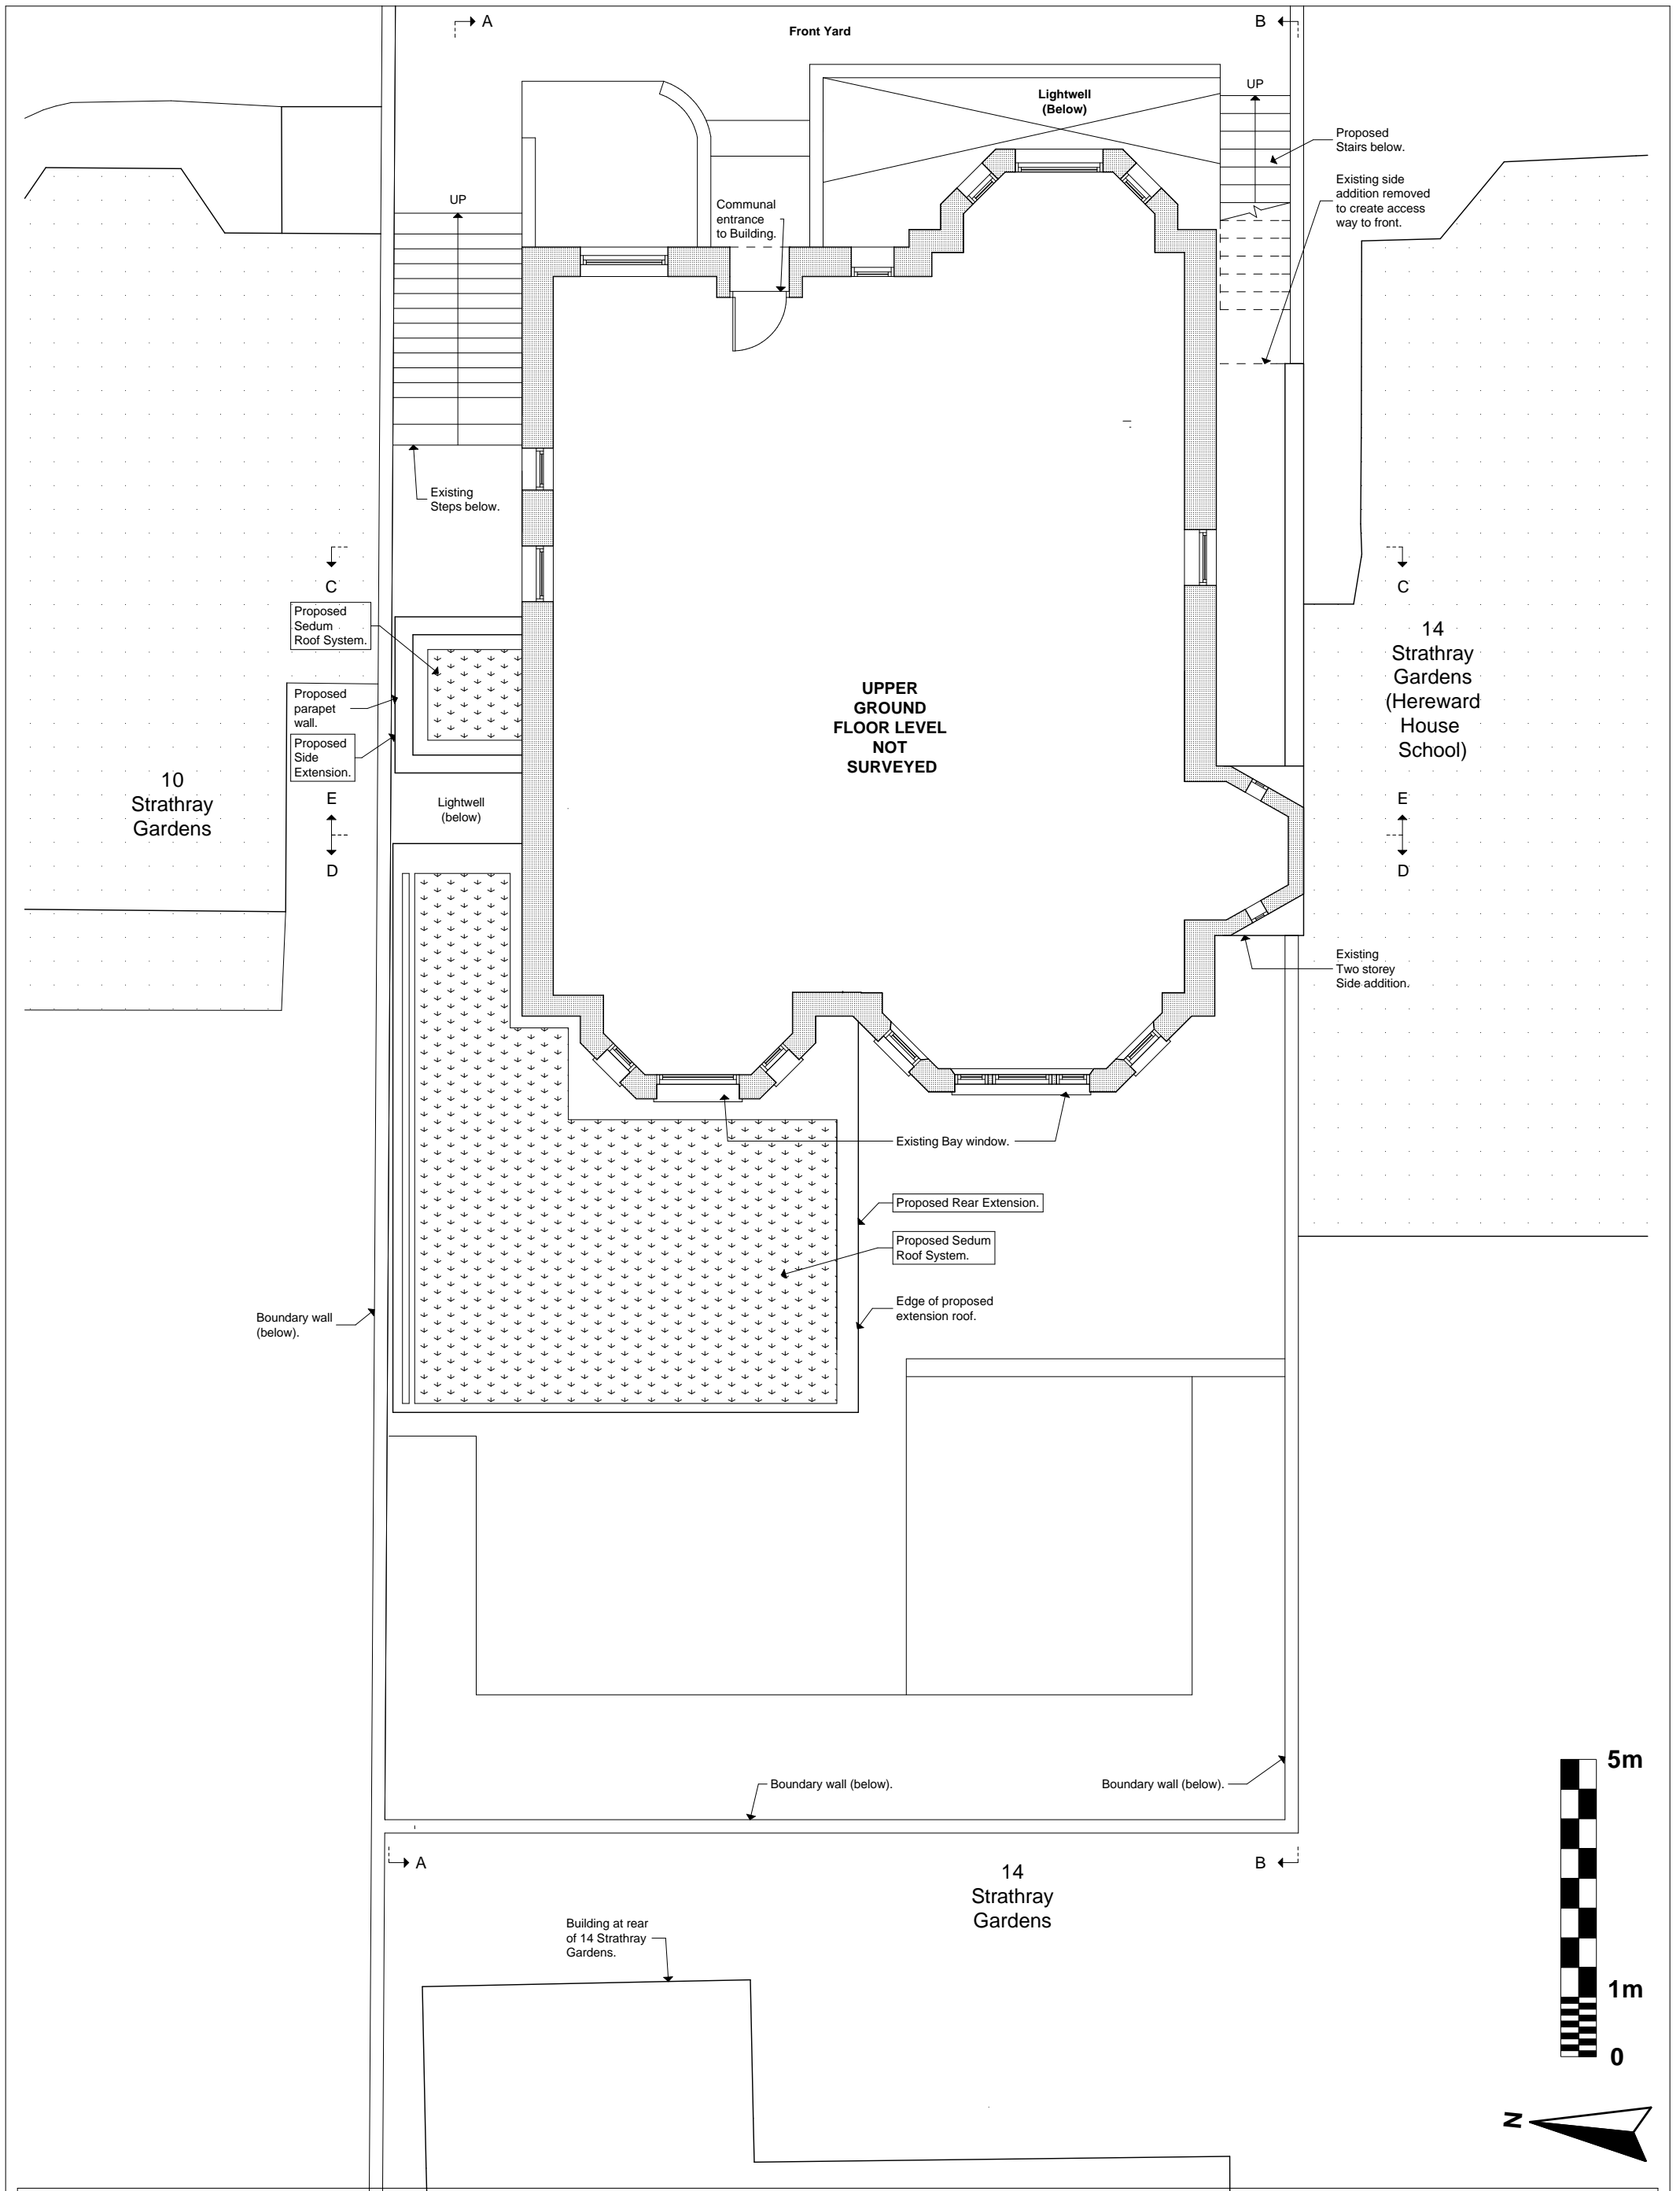 A
Front Yard
B
Lightwell
(Below)
UP
Proposed
Stairs below.
Existing side
addition removed
to create access
way to front.
UP
Communal
entrance
to Building.
Existing
Steps below.
C
C
Proposed
Sedum
Roof System.
14
Strathray
Gardens
(Hereward
House
School)
Proposed
parapet
wall.
UPPER
GROUND
FLOOR LEVEL
NOT
SURVEYED
Proposed
Side
Extension.
10
Strathray
Gardens
E
D
Lightwell
(below)
E
D
Existing
Two storey
Side addition.
Existing Bay window.
Proposed Rear Extension.
Proposed Sedum
Roof System.
Edge of proposed
extension roof.
Boundary wall
(below).
5m
1m
0
Boundary wall (below).
Boundary wall (below).
A
B
14
Strathray
Gardens
Building at rear
of 14 Strathray
Gardens.
N